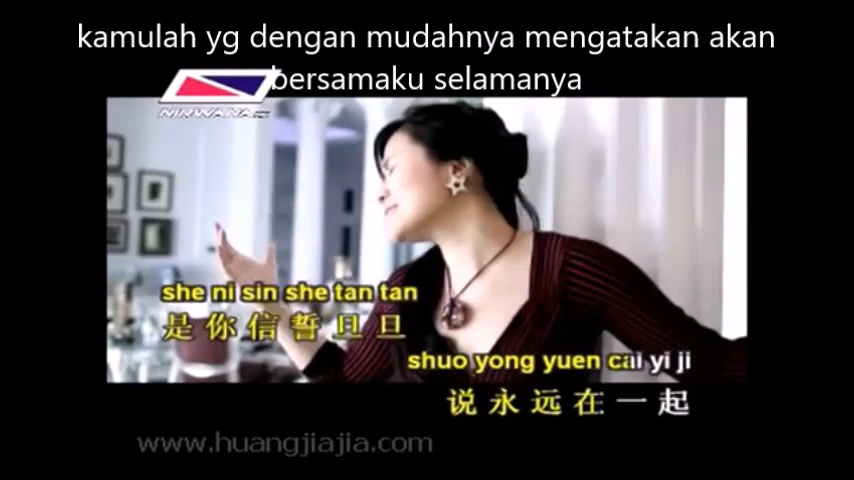 kamulah yg dengan mudahnya mengatakan akan
bersamaku selamanya
NIRWANA
she ni sin she tan tan
是你信誓旦旦
shuo yong yuen cai yi ji
说永远在一起
www.huangjiajia.com